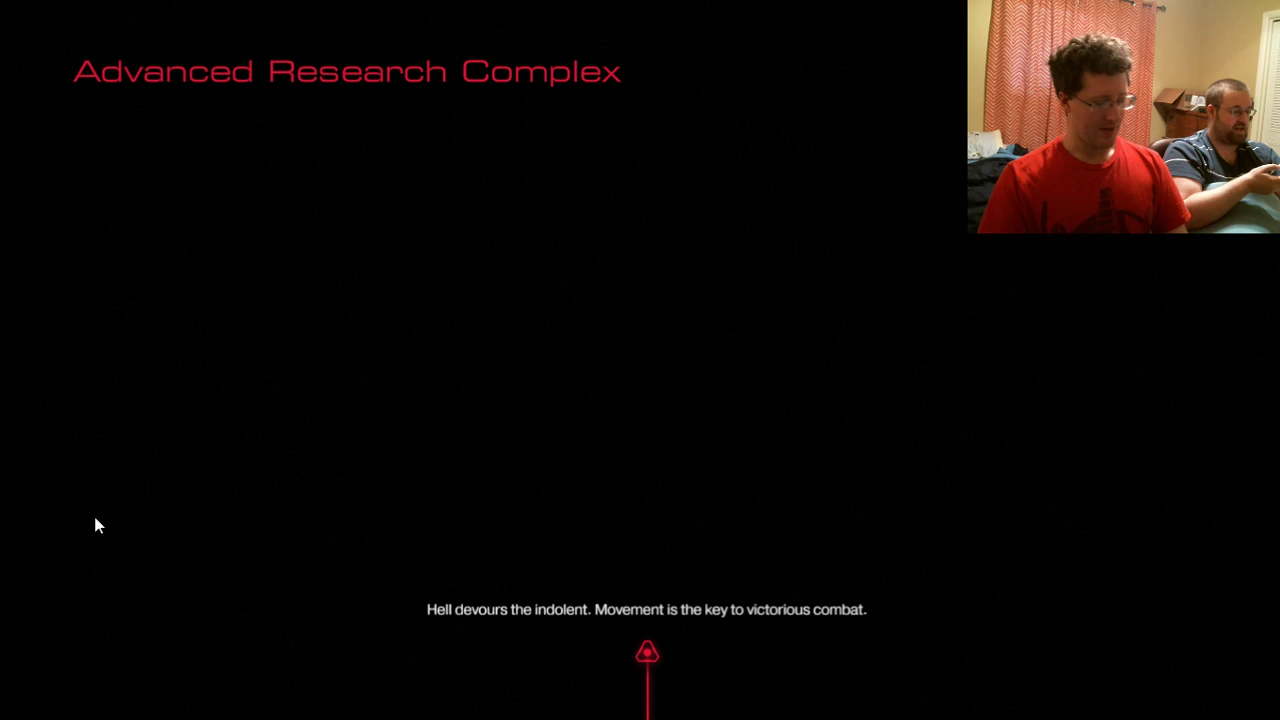 Advanced Research Complex
Hell devours the indolent. Movement is the key to victorious combat.